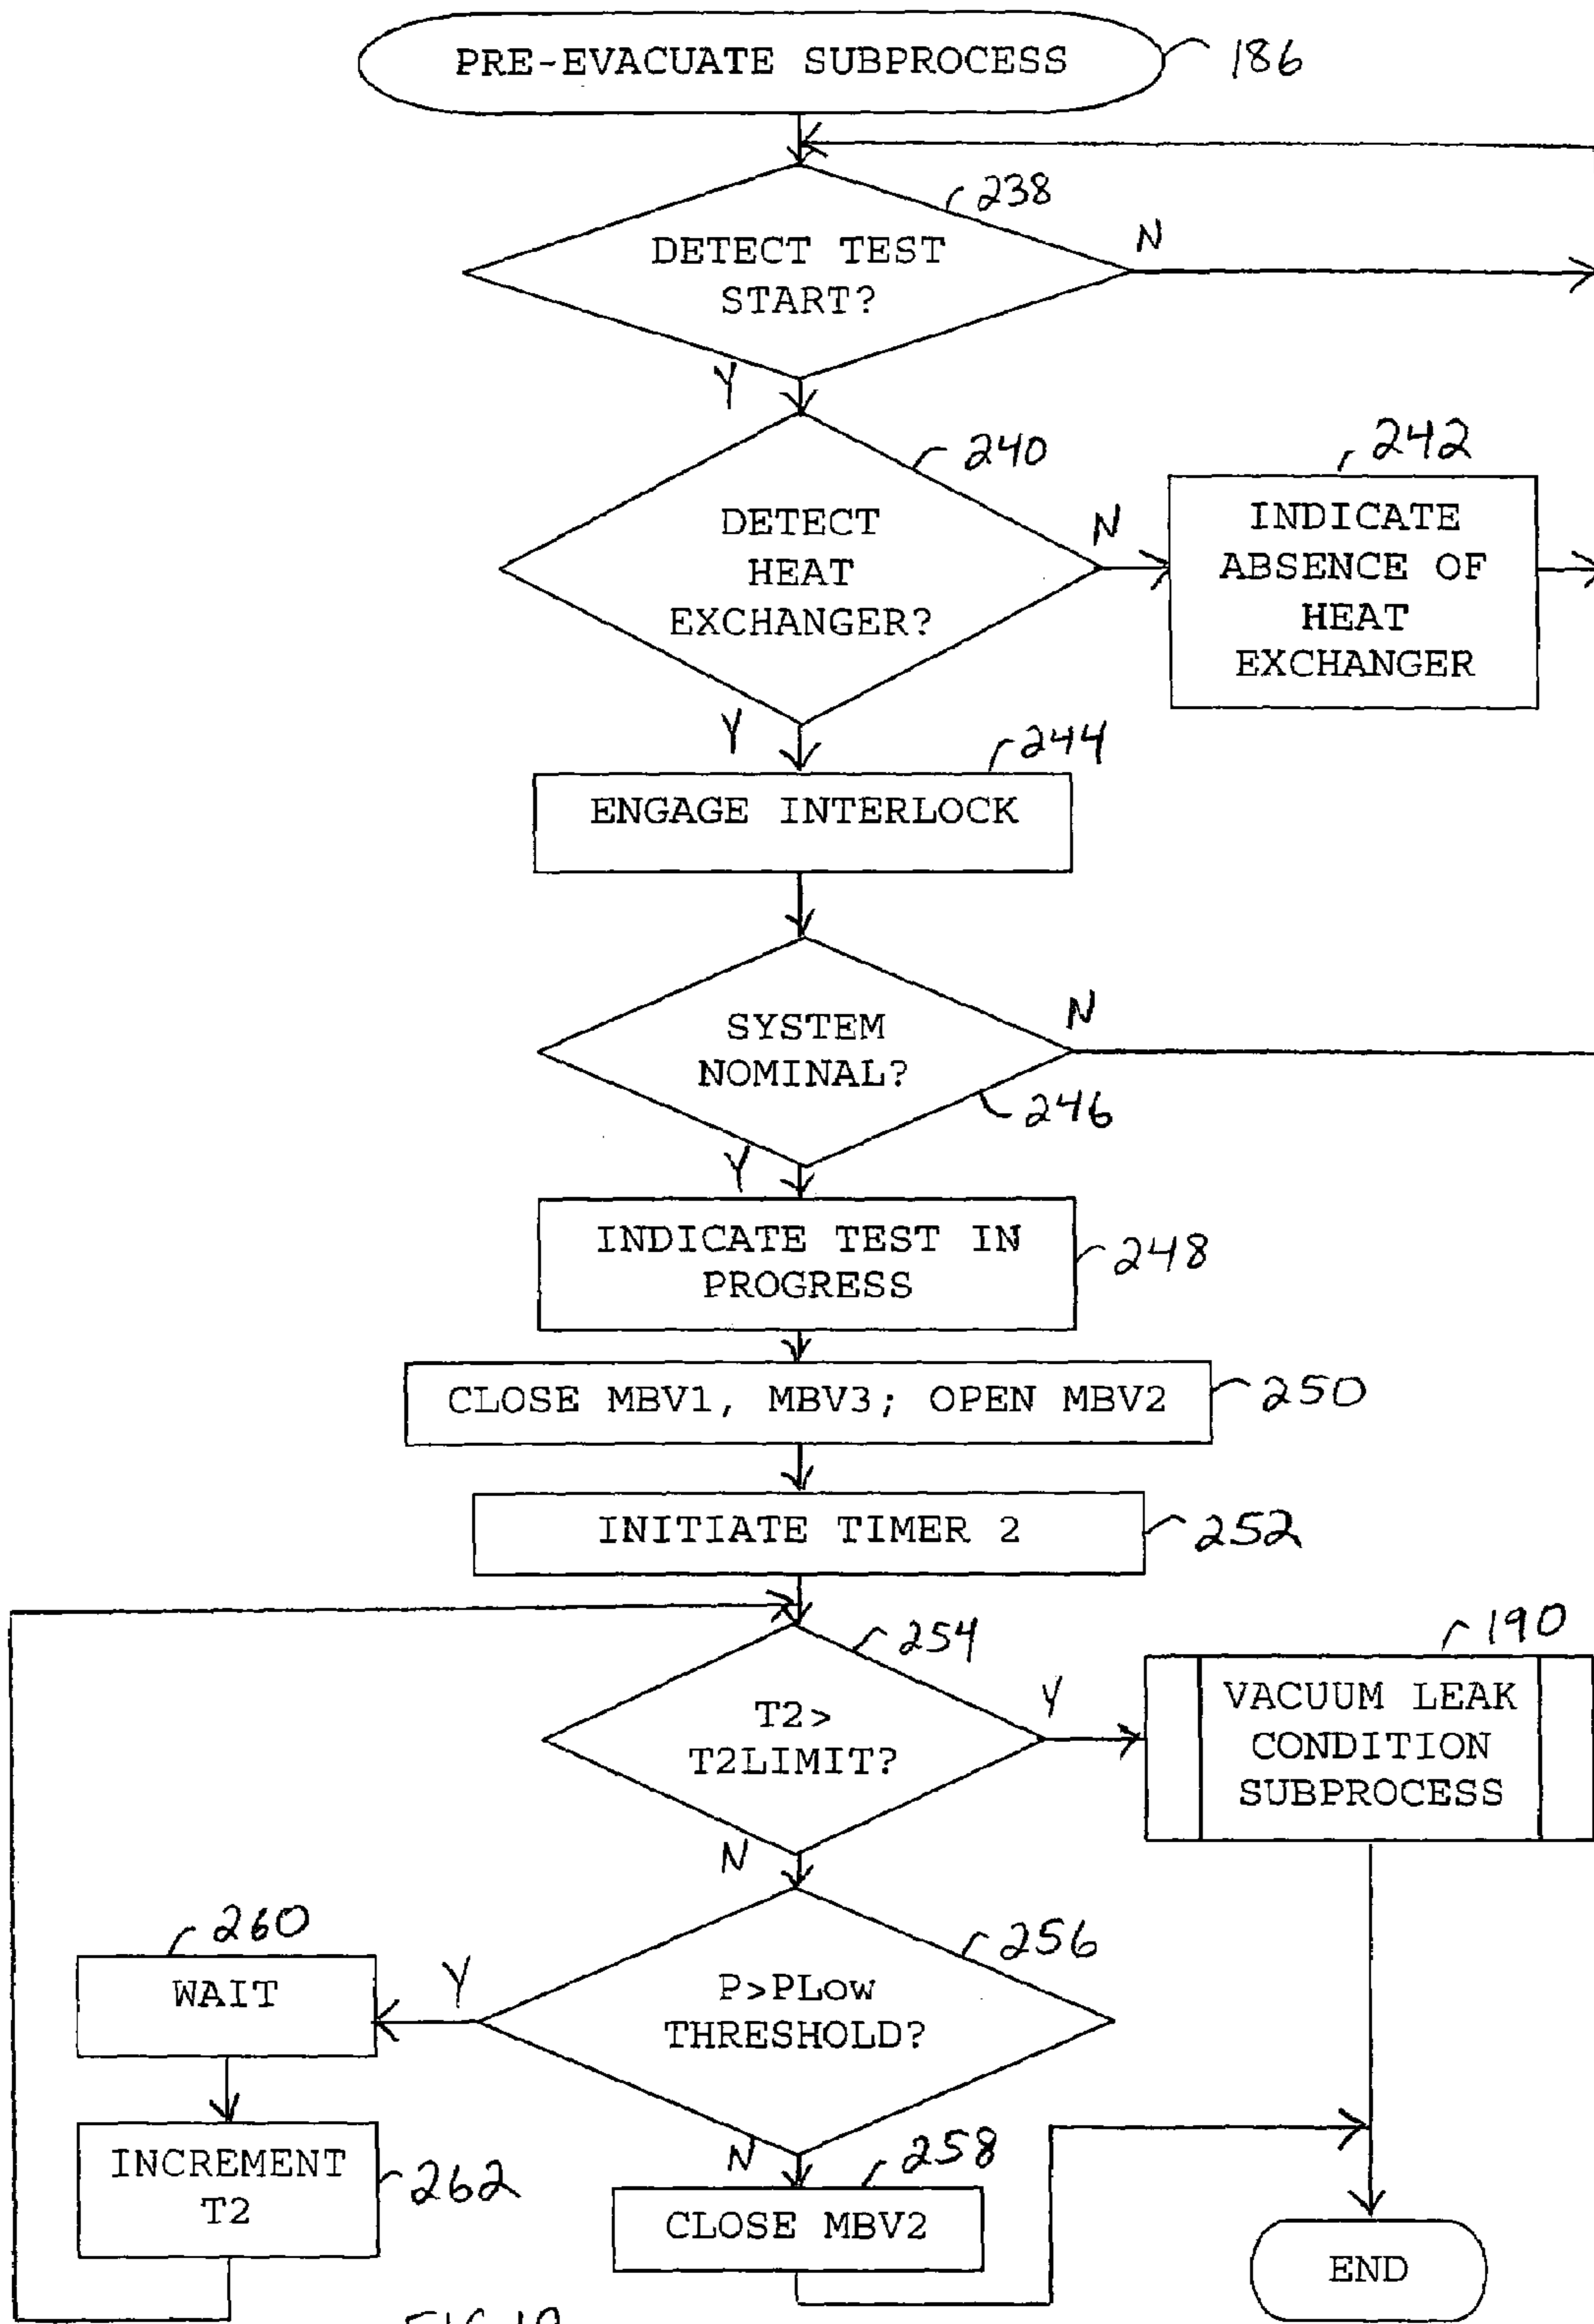 PRE-EVACUATE SUBPROCESS
186
238
DETECT TEST
START?
N
Y
240
DETECT
HEAT
EXCHANGER?
N
242
INDICATE
ABSENCE OF
HEAT
EXCHANGER
Y
244
ENGAGE INTERLOCK
SYSTEM
NOMINAL?
N
246
Y
INDICATE TEST IN
PROGRESS
248
CLOSE MBV1, MBV3; OPEN MBV2
250
INITIATE TIMER 2
252
254
T2>
T2LIMIT?
Y
190
VACUUM LEAK
CONDITION
SUBPROCESS
N
256
P>PLOW
THRESHOLD?
Y
260
WAIT
INCREMENT
T2
262
N
258
CLOSE MBV2
END